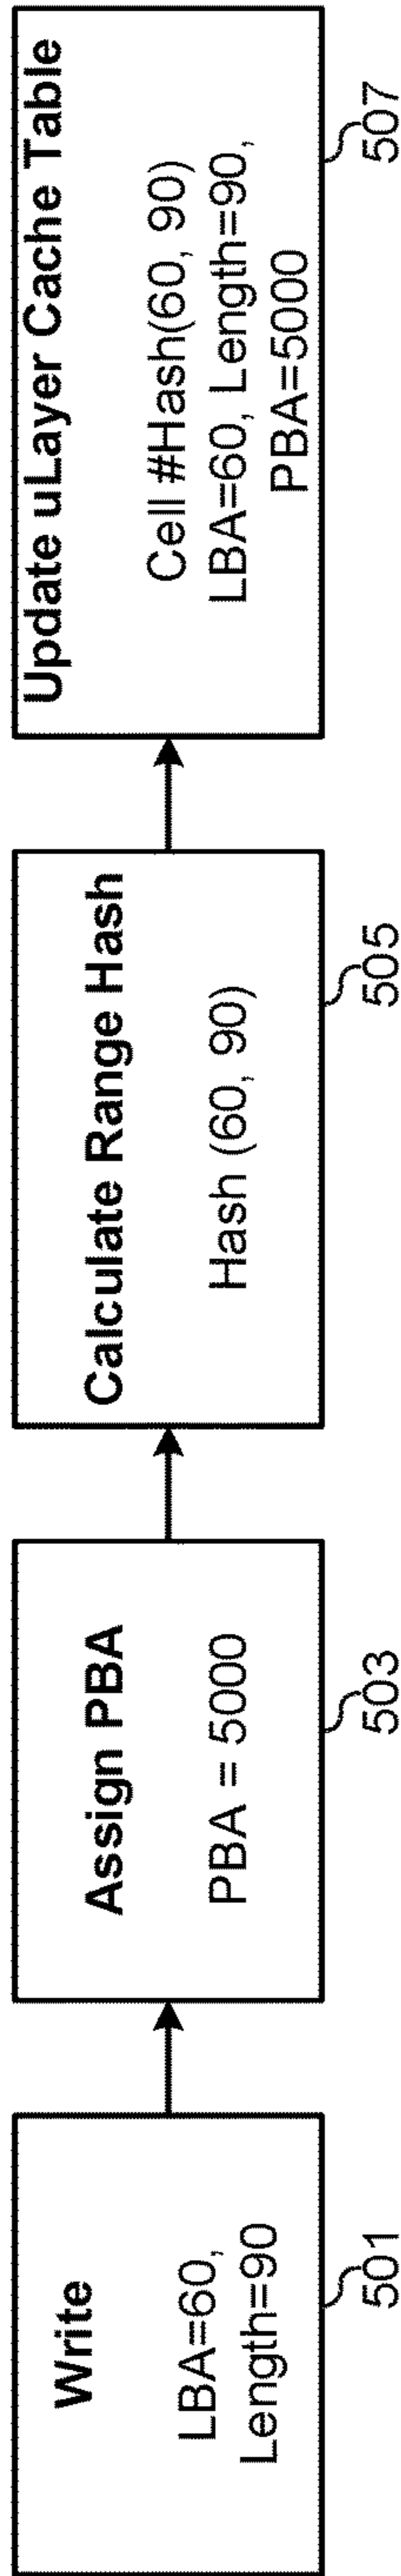 Write
LBA=60,
Length=90
501
Assign PBA
PBA = 5000
503
Calculate Range Hash
Hash (60, 90)
505
Update uLayer Cache Table
Cell #Hash(60, 90)
LBA=60, Length=90,
PBA=5000
507